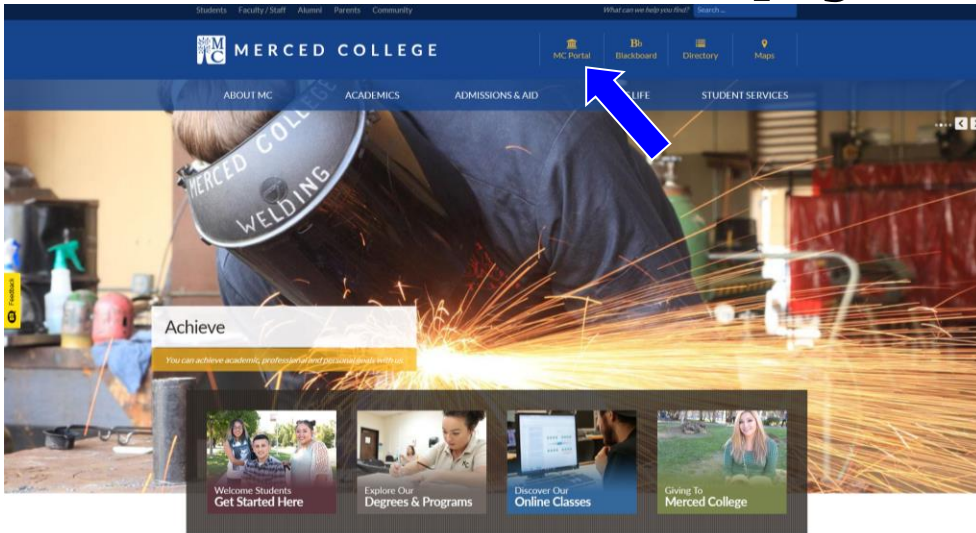 Students Faculty / Staff Alumni Parents Community What can we help you find? Search ...
MC MERCED COLLEGE
MC Portal Blackboard Directory Maps
ABOUT MC ACADEMICS ADMISSIONS & AID LIFE STUDENT SERVICES
MERCED COLLEGE
WELDING
Feedback
Achieve
You can achieve academic, professional and personal goals with us
Welcome Students
Get Started Here
Explore Our
Degrees & Programs
Discover Our
Online Classes
Giving To
Merced College